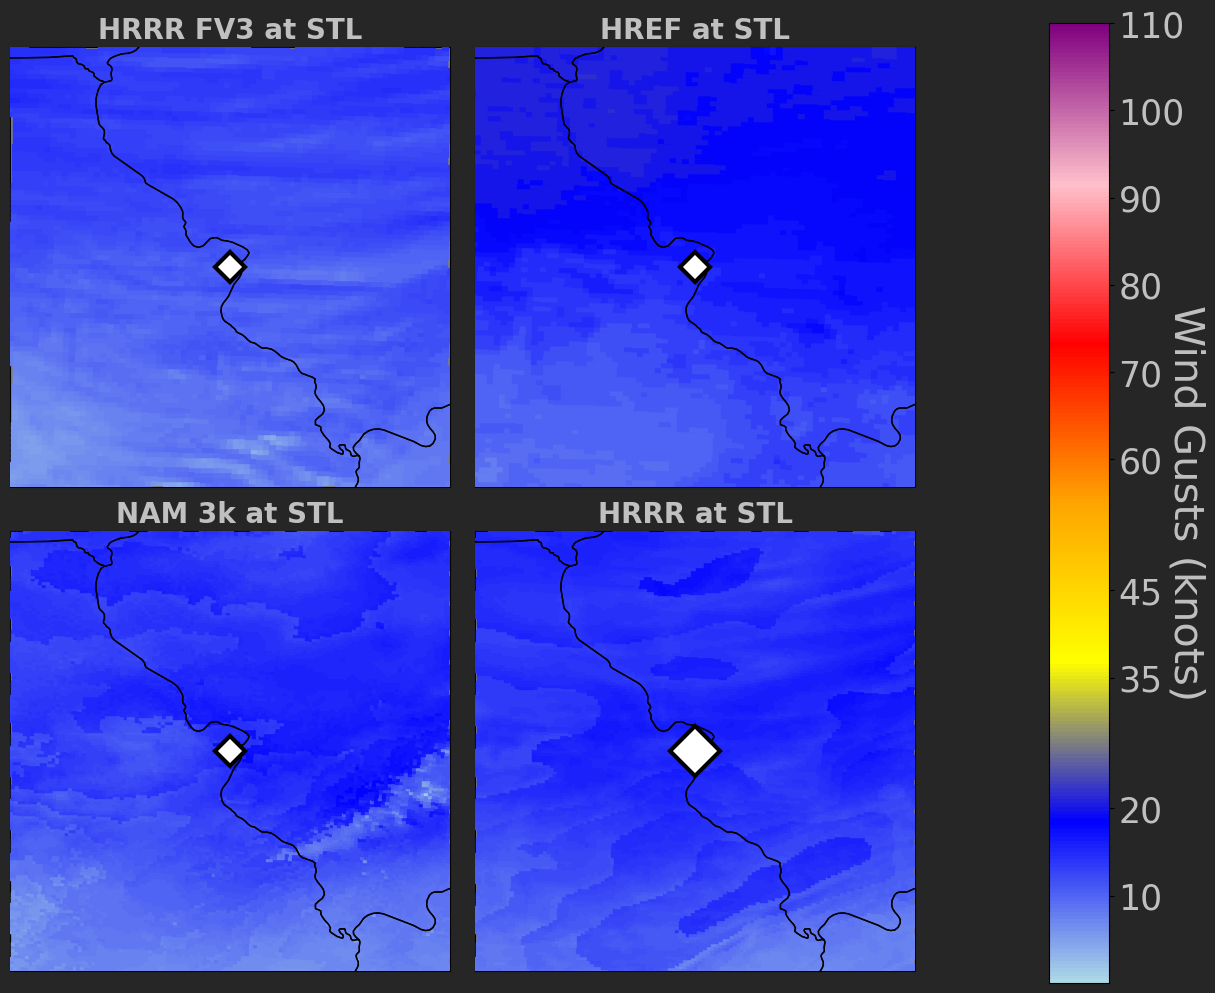 HRRR FV3 at STL
HREF at STL
NAM 3k at STL
HRRR at STL
110
100
90
80
70
60
45
35
20
10
Wind Gusts (knots)